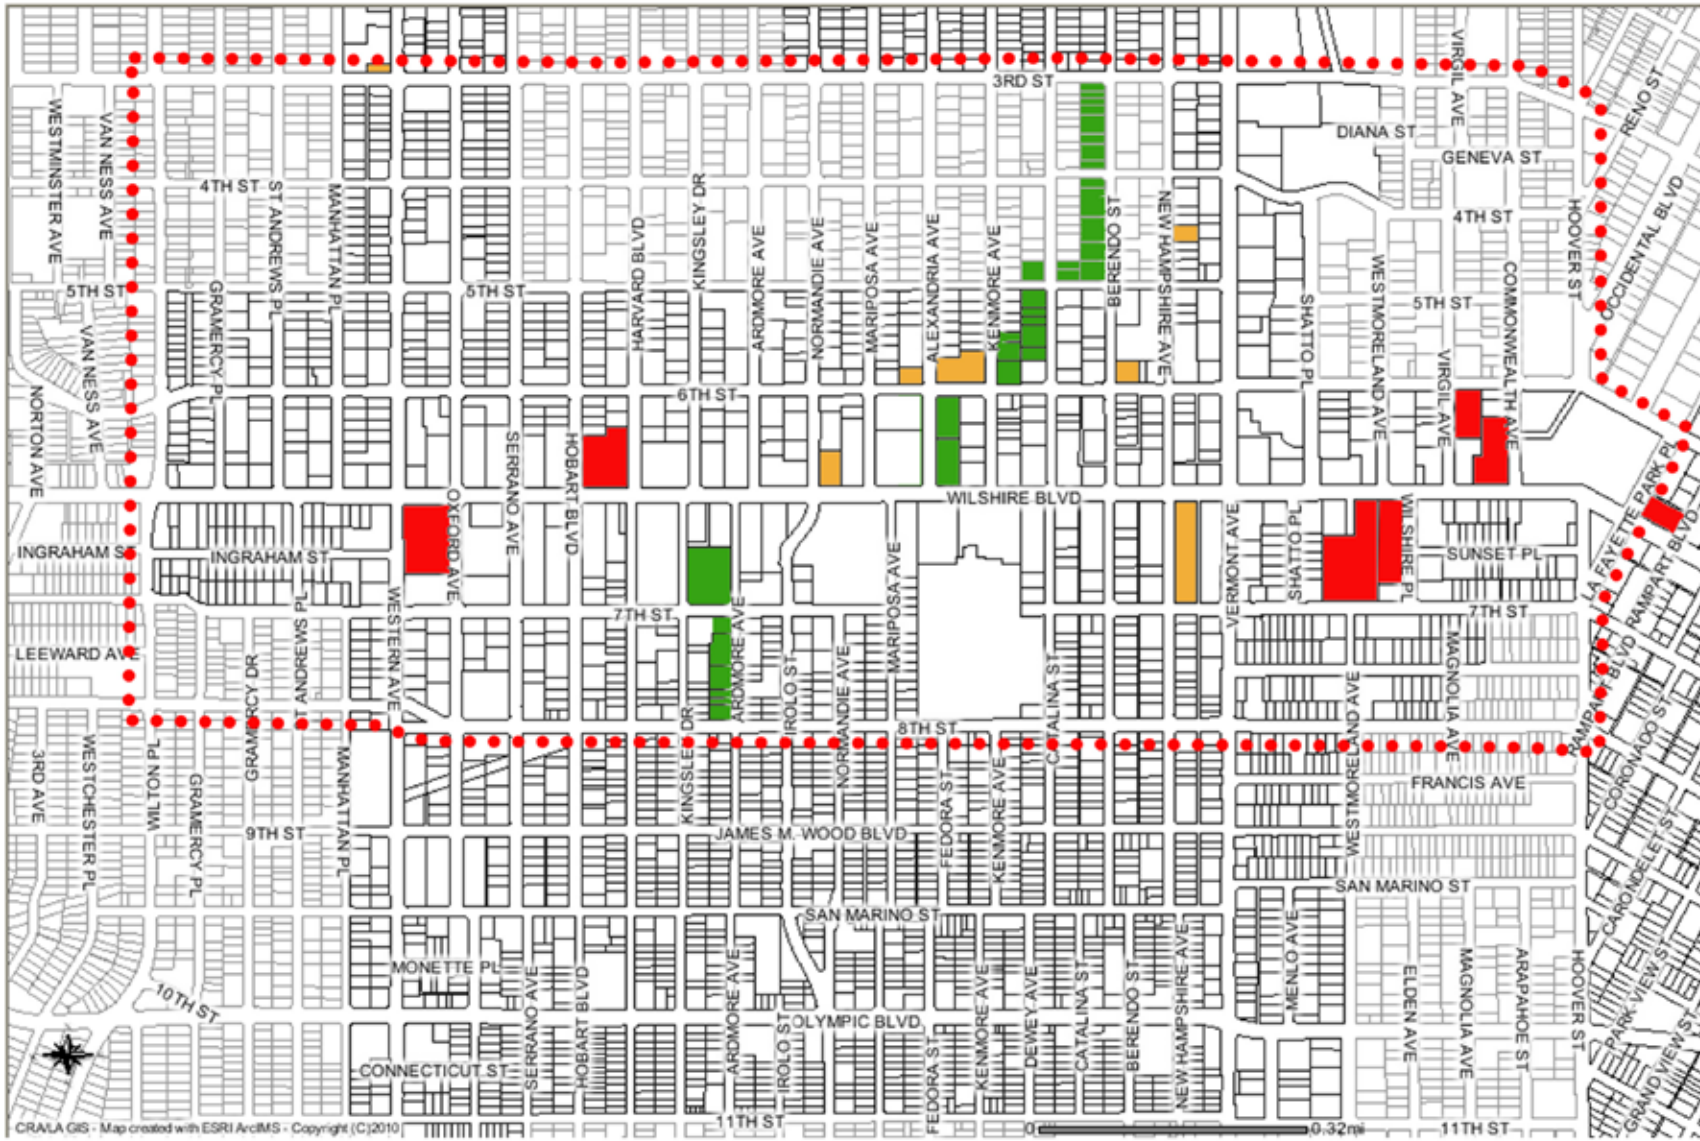 3RD ST
VIRGIL AVE
RENO ST
WESTMINSTER AVE
VAN NESS AVE
DIANA ST
GENEVA ST
4TH ST
ST ANDREWS PL
MANHATTAN PL
KINGSLEY DR
HARVARD BLVD
ARDMORE AVE
NORMANDIE AVE
MARIPOSA AVE
ALEXANDRIA AVE
KENMORE AVE
BERENDO ST
NEW HAMPSHIRE AVE
4TH ST
HOOVER ST
OCCIDENTAL BLVD
5TH ST
GRAMERCY PL
5TH ST
SHATTO PL
WESTMORELAND AVE
5TH ST
COMMONWEALTH AVE
VAN NESS AVE
VIRGIL AVE
NORTON AVE
6TH ST
SERRANO AVE
HOBART BLVD
OXFORD AVE
WILSHIRE BLVD
LA FAYETTE PARK PL
INGRAHAM ST
INGRAHAM ST
MARIPOSA AVE
VERMONT AVE
SHATTO PL
WILSHIRE PL
SUNSET PL
RAMPART BLVD
7TH ST
7TH ST
LEEWARD AVE
GRAMERCY DR
ST ANDREWS PL
WESTERN AVE
ARDMORE AVE
IROLO ST
NORMANDIE AVE
CATALINA ST
WESTMORELAND AVE
MAGNOLIA AVE
RAMPART BLVD
8TH ST
CORONADO ST
3RD AVE
WESTCHESTER PL
MILTON PL
GRAMERCY PL
MANHATTAN PL
KINGSLEY DR
FEDORA ST
KENMORE AVE
FRANCIS AVE
9TH ST
JAMES M. WOOD BLVD
CARONDELET ST
SAN MARINO ST
SAN MARINO ST
MONETTE PL
SERRANO AVE
HOBART BLVD
ARDMORE AVE
KENMORE AVE
DEWEY AVE
CATALINA ST
BERENDO ST
NEW HAMPSHIRE AVE
MENLO AVE
ELDEN AVE
MAGNOLIA AVE
ARAPAHOE ST
HOOVER ST
PARK VIEW ST
10TH ST
OLYMPIC BLVD
IROLO ST
FEDORA ST
GRAND VIEW ST
CONNECTICUT ST
11TH ST
11TH ST
CRA/LA GIS - Map created with ESRI ArcIMS - Copyright (C) 2010
0 0.32mi